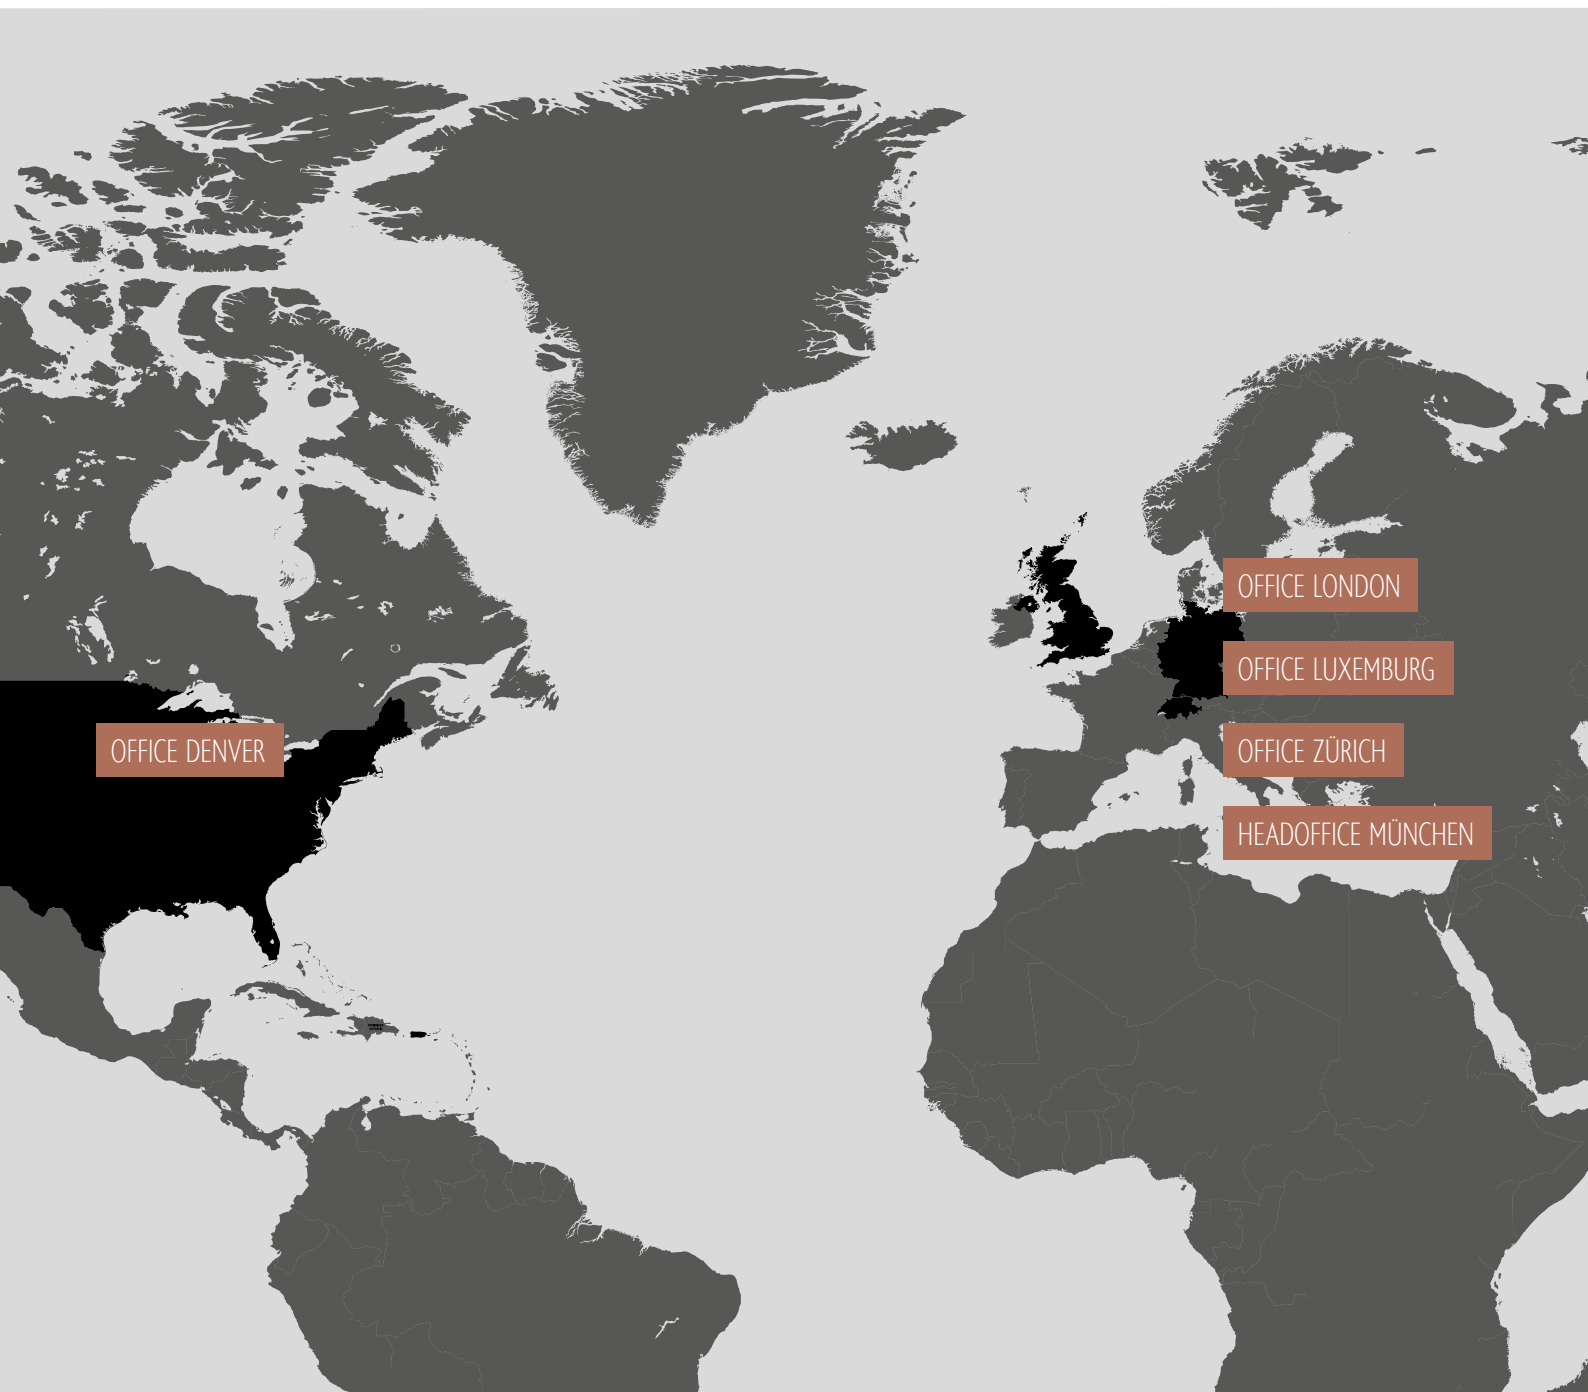 OFFICE LONDON
OFFICE LUXEMBURG
OFFICE DENVER
OFFICE ZÜRICH
HEADOFFICE MÜNCHEN